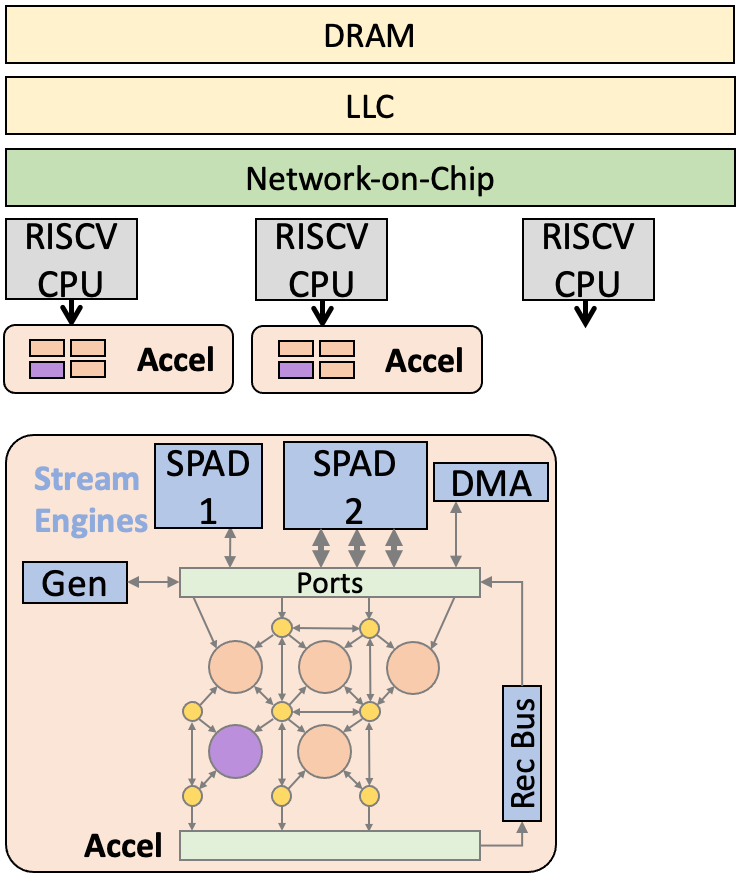 DRAM
LLC
Network-on-Chip
RISCV
CPU
RISCV
CPU
RISCV
CPU
Accel
Accel
Stream
Engines
SPAD
1
SPAD
2
DMA
Gen
Ports
Rec Bus
Accel